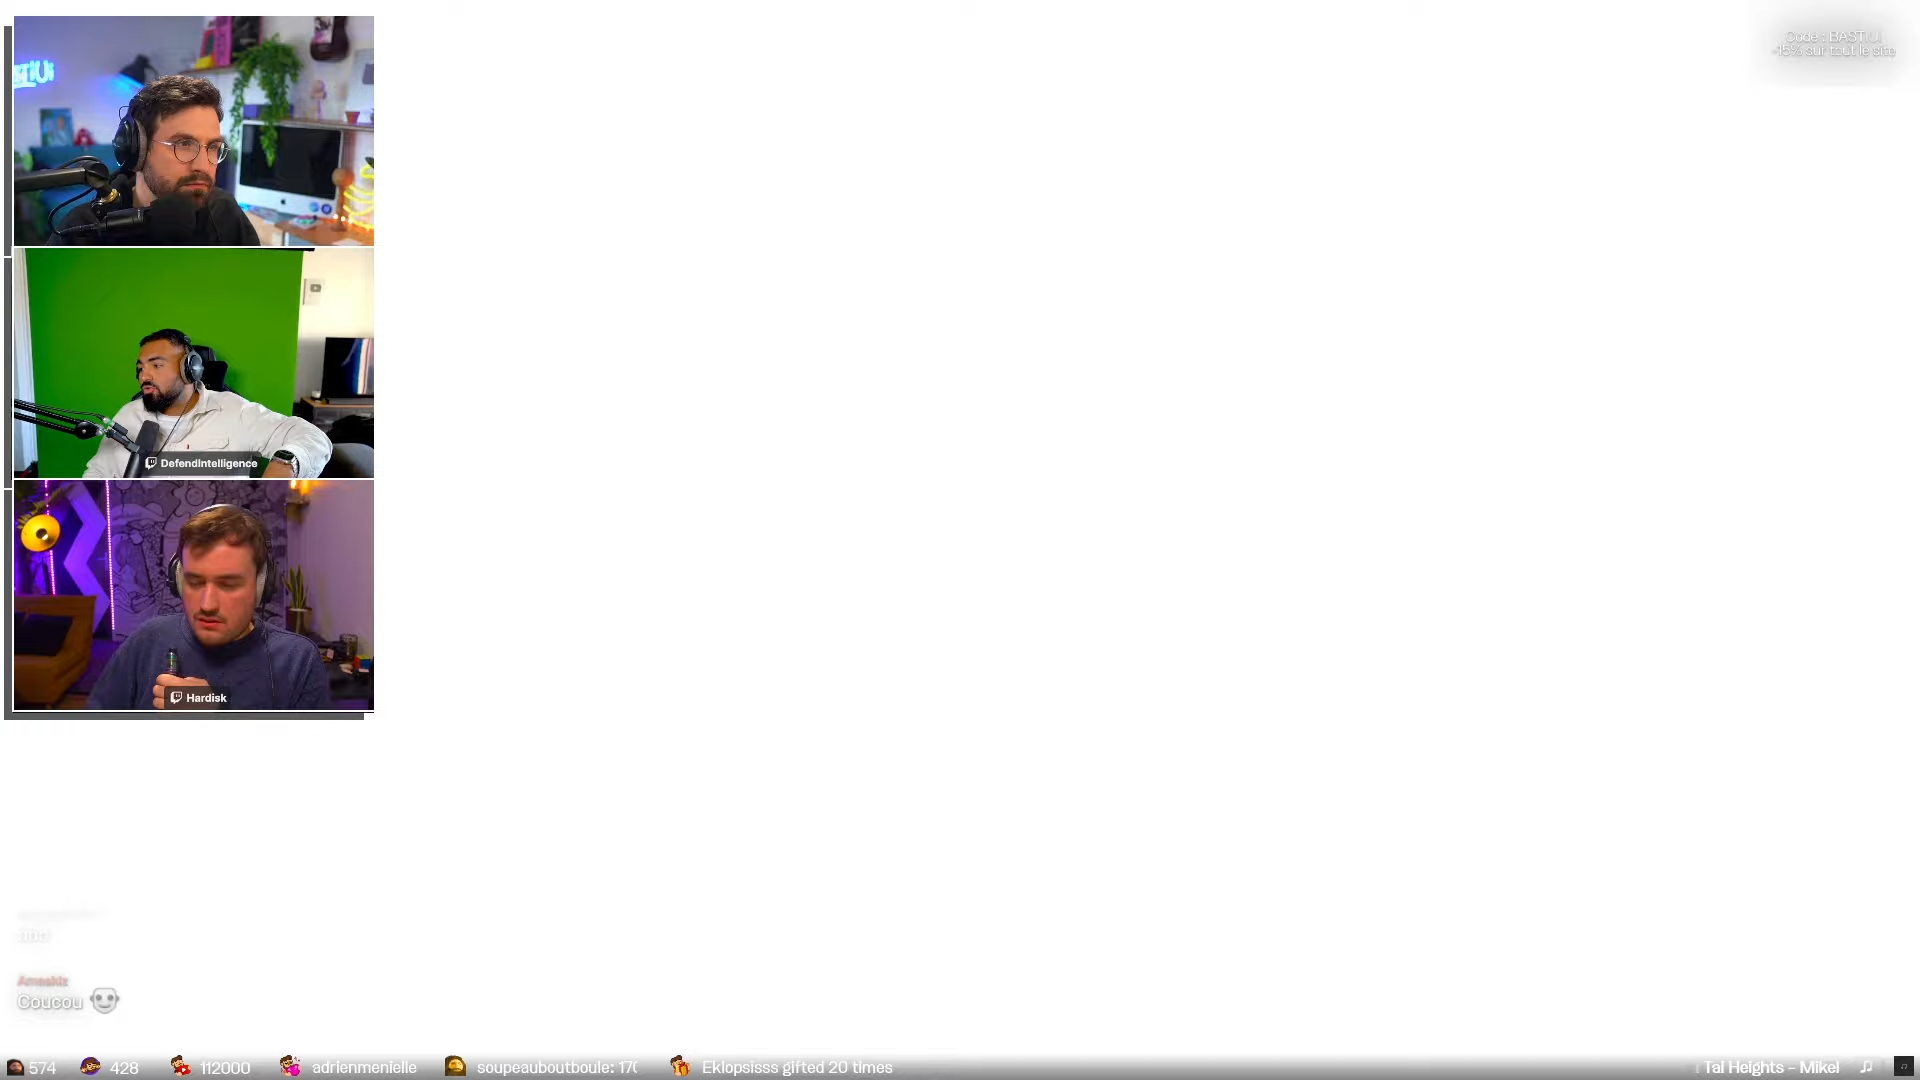 Code : BASTIUI
-15% sur tout le site
DefendIntelligence
Hardisk
Coucou
574
428
112000
adrienmenielle
soupeauboutboule: 170
Eklopsisss gifted 20 times
Tal Heights - Mikel